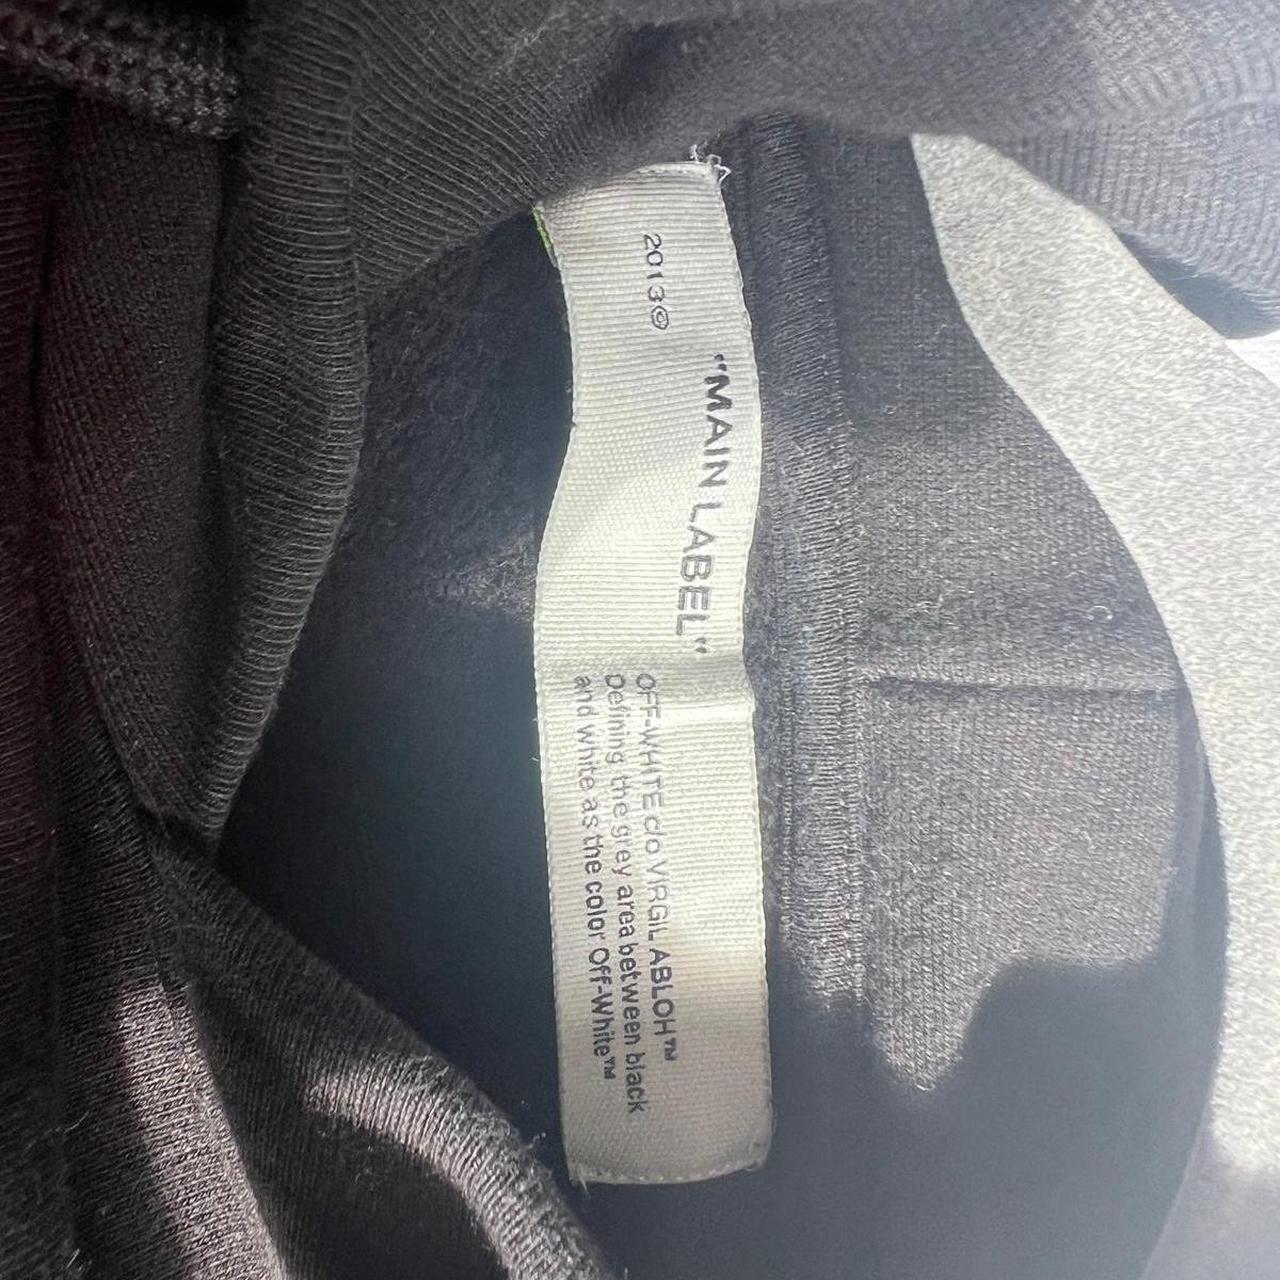 2013©
"MAIN LABEL"
OFF-WHITE c/o VIRGIL ABLOH™
Defining the grey area between black
and white as the color Off-White™